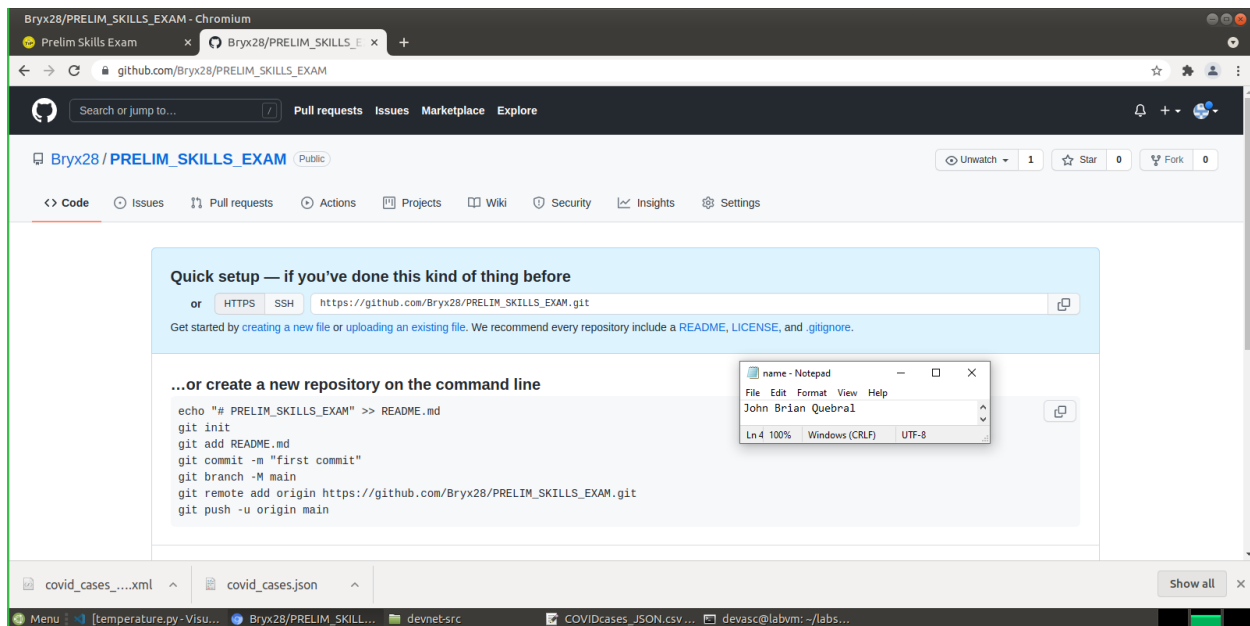 Bryx28/PRELIM_SKILLS_EXAM - Chromium
Prelim Skills Exam × Bryx28/PRELIM_SKILLS_E × +
github.com/Bryx28/PRELIM_SKILLS_EXAM
Search or jump to... / Pull requests Issues Marketplace Explore
Bryx28 / PRELIM_SKILLS_EXAM Public Unwatch 1 Star 0 Fork 0
<> Code Issues Pull requests Actions Projects Wiki Security Insights Settings
Quick setup — if you’ve done this kind of thing before
or HTTPS SSH https://github.com/Bryx28/PRELIM_SKILLS_EXAM.git
Get started by creating a new file or uploading an existing file. We recommend every repository include a README, LICENSE, and .gitignore.
name - Notepad
File Edit Format View Help
John Brian Quebral
Ln 4 100% Windows (CRLF) UTF-8
…or create a new repository on the command line
echo "# PRELIM_SKILLS_EXAM" >> README.md
git init
git add README.md
git commit -m "first commit"
git branch -M main
git remote add origin https://github.com/Bryx28/PRELIM_SKILLS_EXAM.git
git push -u origin main
covid_cases_....xml covid_cases.json Show all
Menu [temperature.py - Visu... Bryx28/PRELIM_SKILL... devnet-src COVIDcases_JSON.csv ... devasc@labvm: ~/labs...